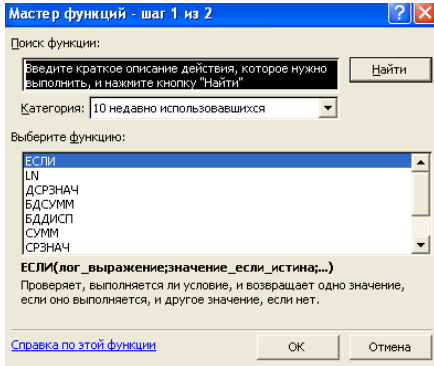 Мастер функций - шаг 1 из 2
Поиск функции:
Введите краткое описание действия, которое нужно
выполнить, и нажмите кнопку "Найти"
Найти
Категория: 10 недавно использовавшихся
Выберите функцию:
ЕСЛИ
LN
ДСРЗНАЧ
БДСУММ
БДДИСП
СУММ
СРЗНАЧ
ЕСЛИ(лог_выражение;значение_если_истина;...)
Проверяет, выполняется ли условие, и возвращает одно значение,
если оно выполняется, и другое значение, если нет.
Справка по этой функции
ОК
Отмена